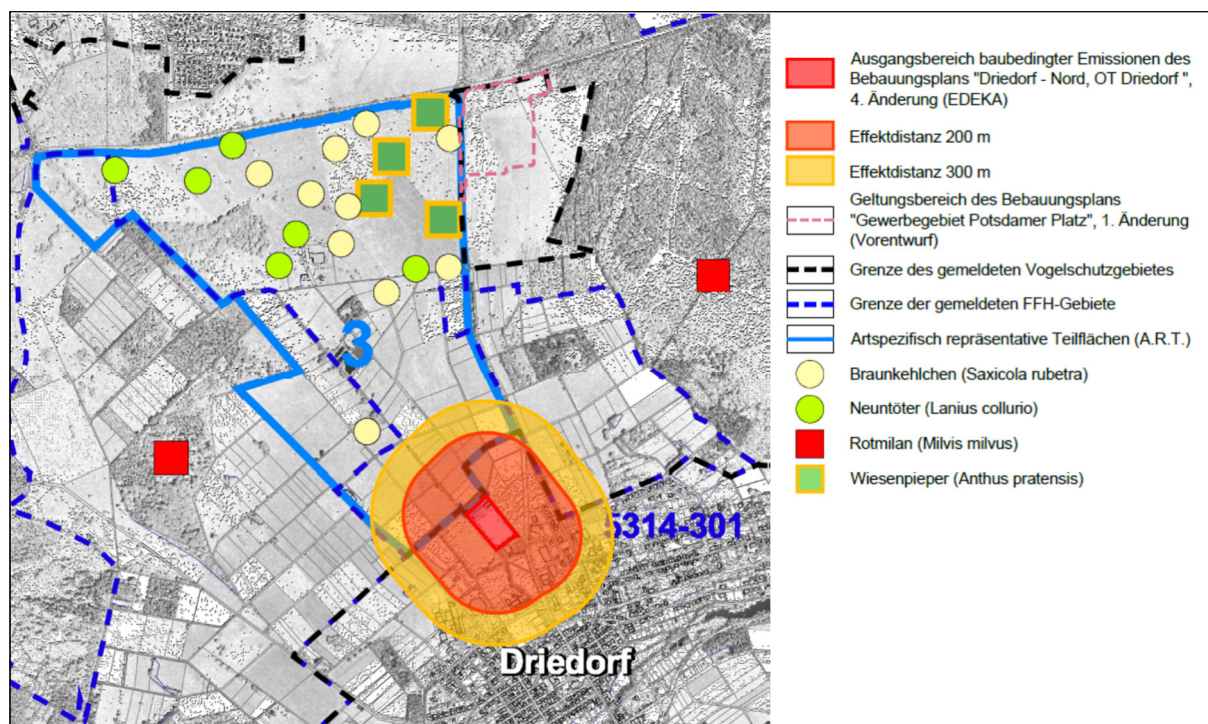 Ausgangsbereich baubedingter Emissionen des
Bebauungsplans "Driedorf - Nord, OT Driedorf ",
4. Änderung (EDEKA)
Effektdistanz 200 m
Effektdistanz 300 m
Geltungsbereich des Bebauungsplans
"Gewerbegebiet Potsdamer Platz", 1. Änderung
(Vorentwurf)
Grenze des gemeldeten Vogelschutzgebietes
Grenze der gemeldeten FFH-Gebiete
Artspezifisch repräsentative Teilflächen (A.R.T.)
Braunkehlchen (Saxicola rubetra)
Neuntöter (Lanius collurio)
Rotmilan (Milvis milvus)
Wiesenpieper (Anthus pratensis)
3
5314-301
Driedorf